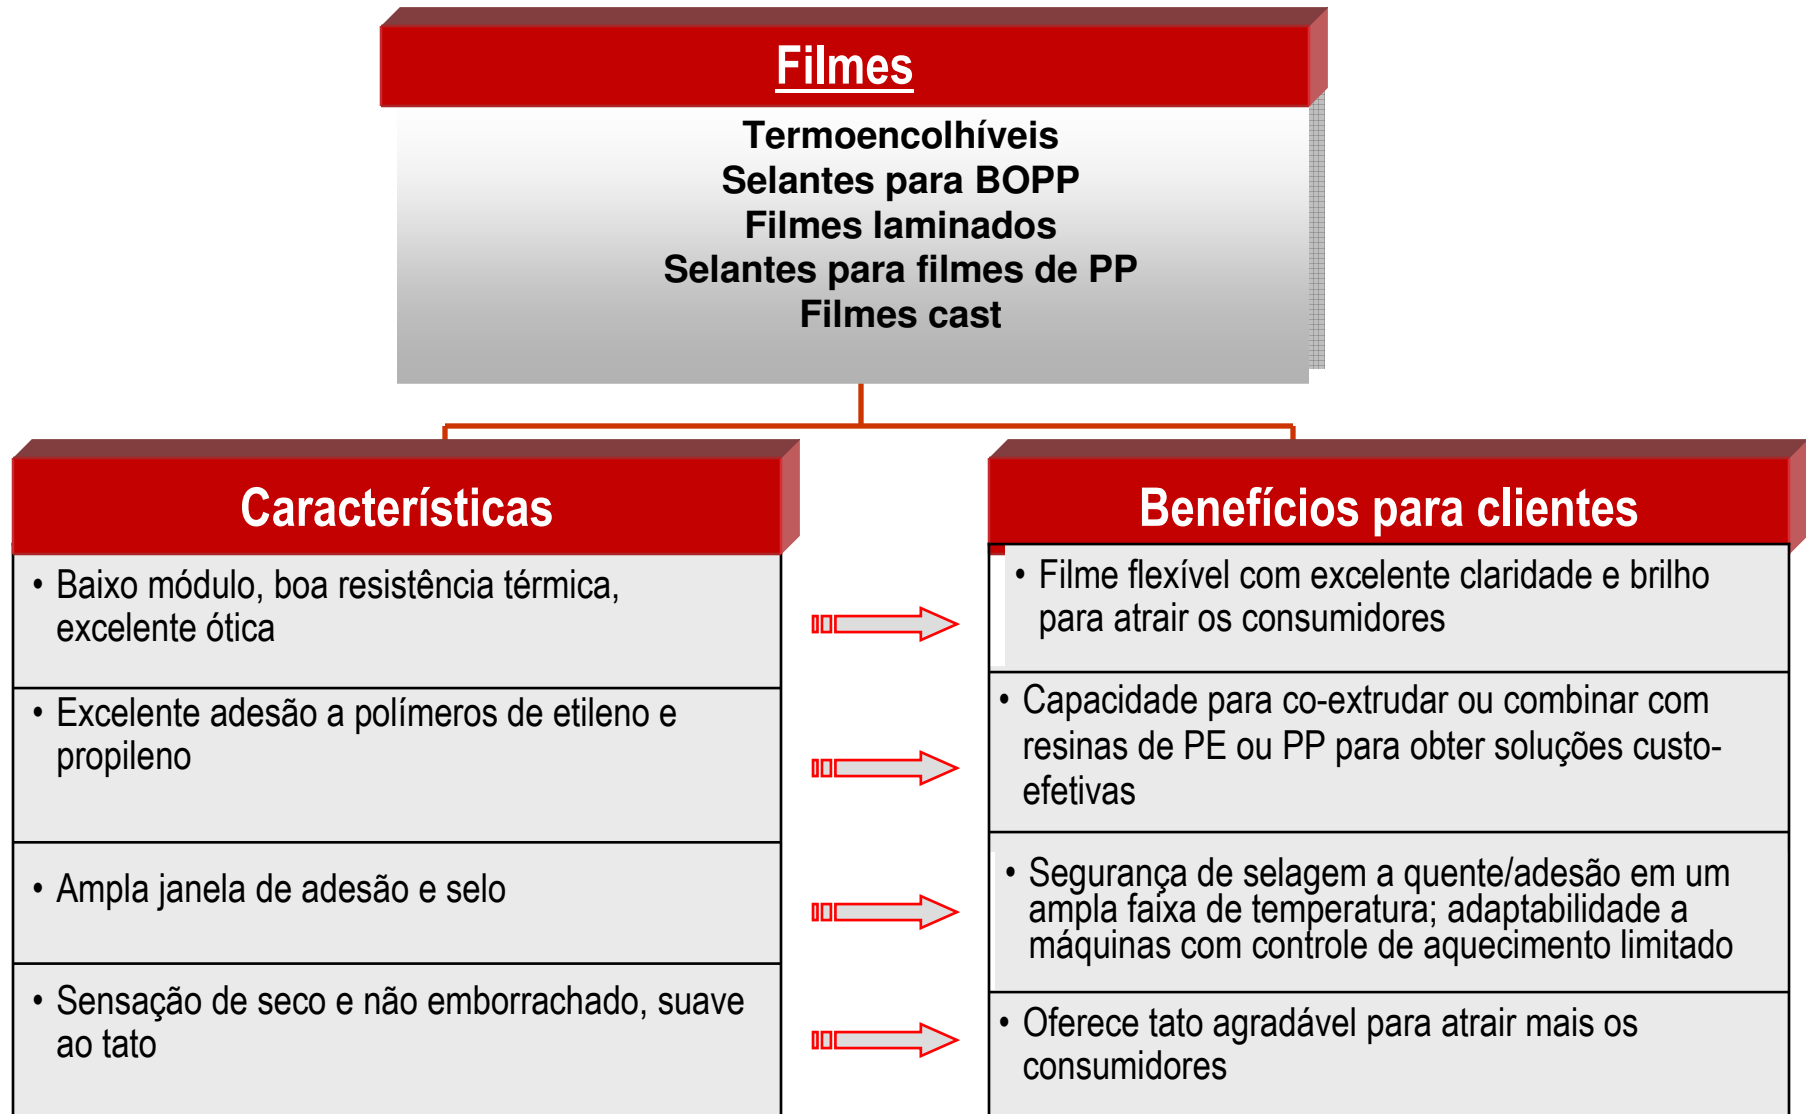 Filmes
Termoencolhíveis
Selantes para BOPP
Filmes laminados
Selantes para filmes de PP
Filmes cast
Características
• Baixo módulo, boa resistência térmica,
excelente ótica
• Excelente adesão a polímeros de etileno e
propileno
• Ampla janela de adesão e selo
• Sensação de seco e não emborrachado, suave
ao tato
Benefícios para clientes
• Filme flexível com excelente claridade e brilho
para atrair os consumidores
• Capacidade para co-extrudar ou combinar com
resinas de PE ou PP para obter soluções custo-
efetivas
• Segurança de selagem a quente/adesão em um
ampla faixa de temperatura; adaptabilidade a
máquinas com controle de aquecimento limitado
• Oferece tato agradável para atrair mais os
consumidores